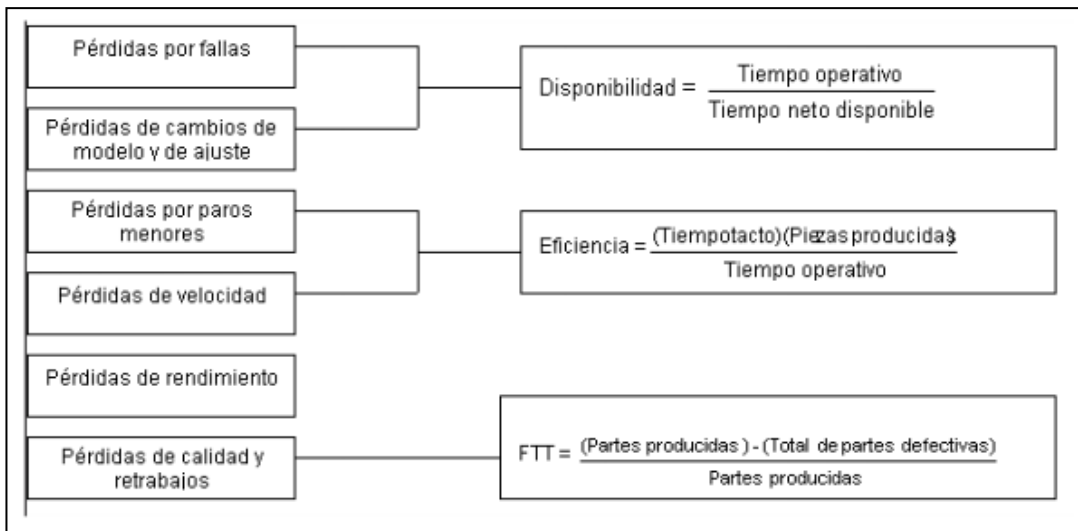 Pérdidas por fallas
Pérdidas de cambios de
modelo y de ajuste
Pérdidas por paros
menores
Pérdidas de velocidad
Pérdidas de rendimiento
Pérdidas de calidad y
retrabajos
Disponibilidad = Tiempo operativo
Tiempo neto disponible
Eficiencia = (Tiempotacto)(Piezas producidas)
Tiempo operativo
FTT = (Partes producidas ) - (Total de partes defectivas)
Partes producidas